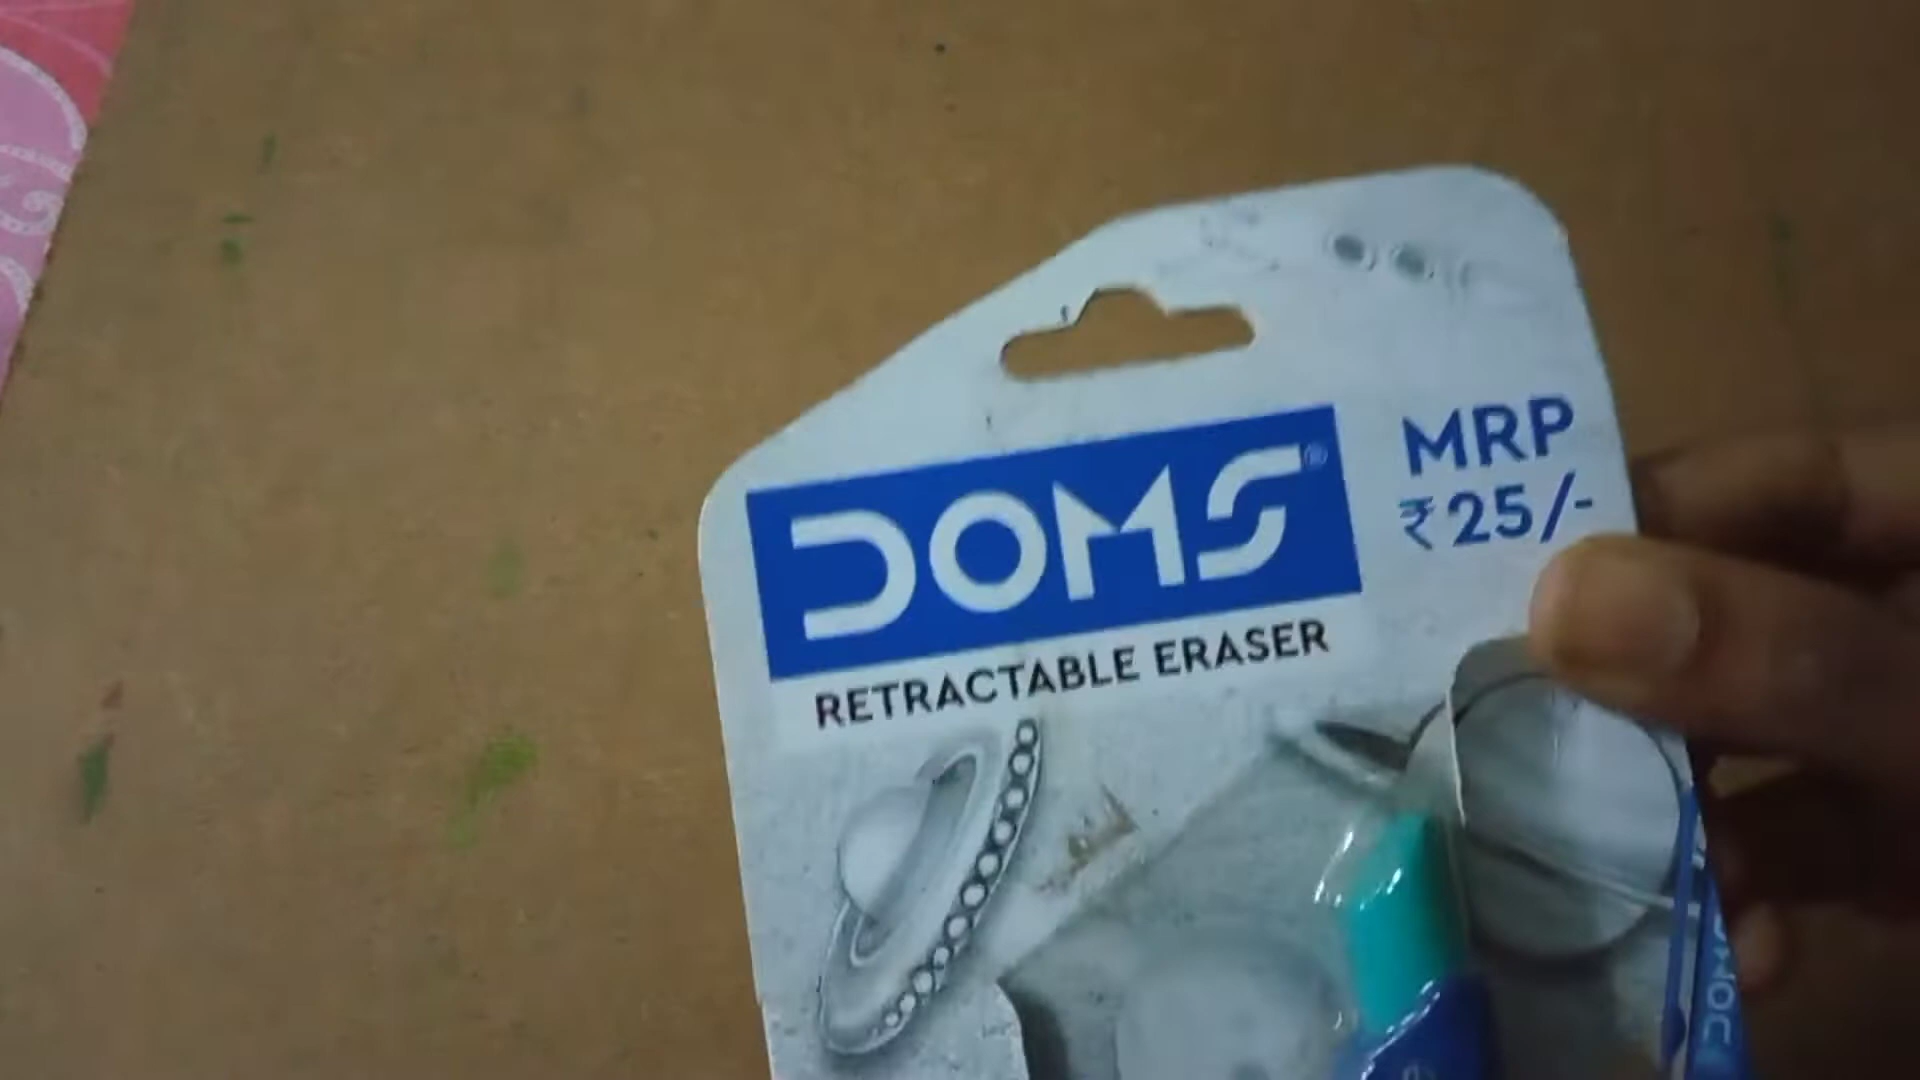 DOMS®
MRP
₹25/-
RETRACTABLE ERASER
DOMS